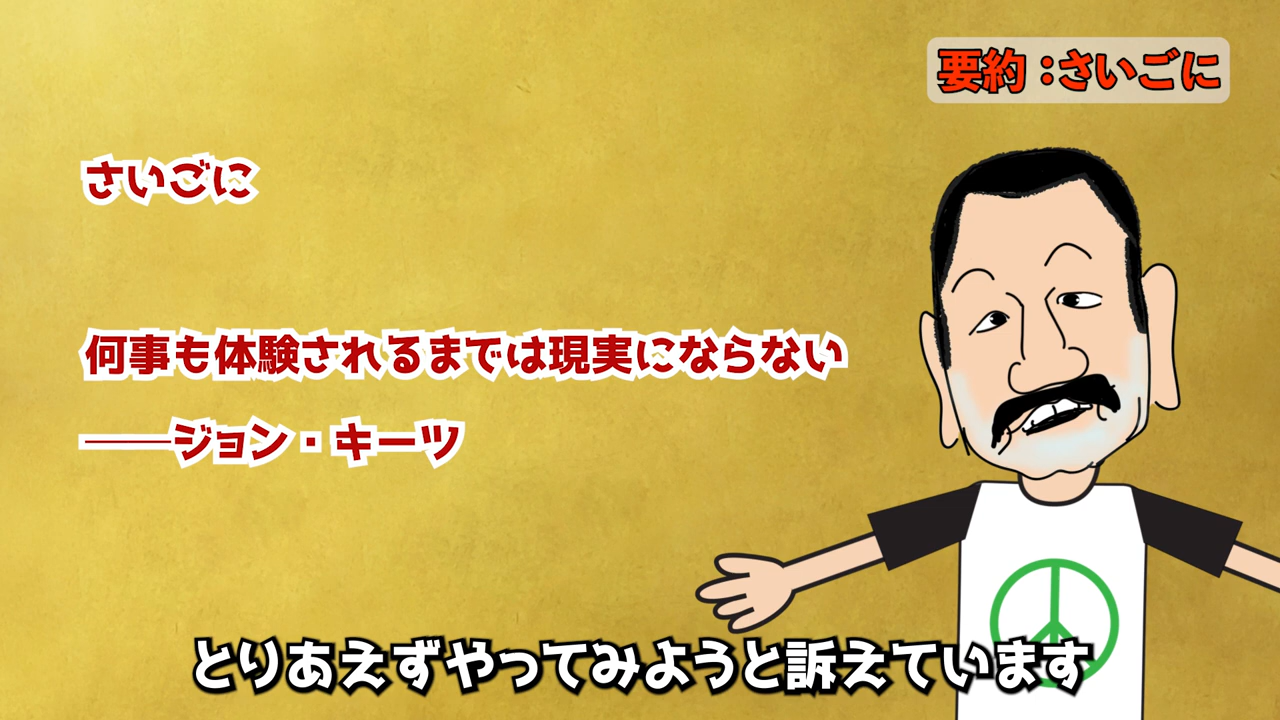 要約：さいごに
さいごに
何事も体験されるまでは現実にならない
――ジョン・キーツ
とりあえずやってみようと訴えています